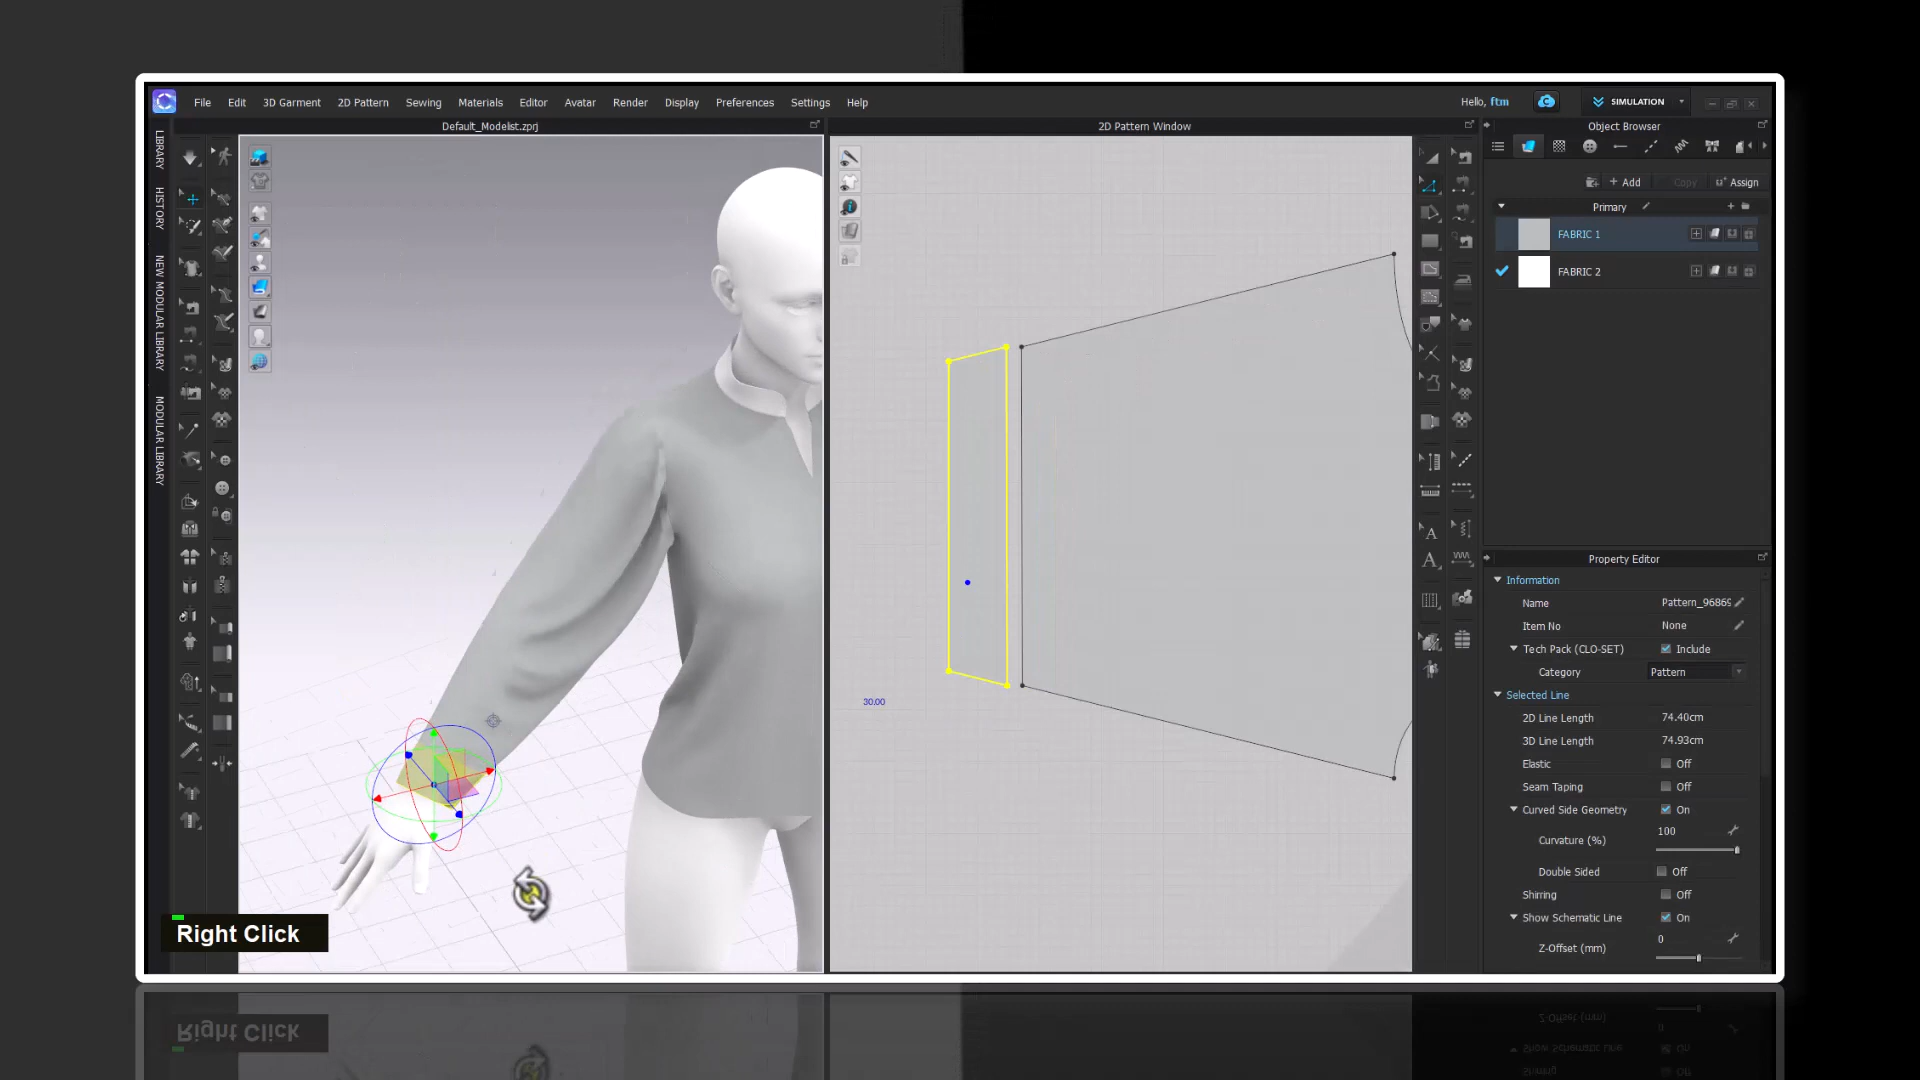 File Edit 3D Garment 2D Pattern Sewing Materials Editor Avatar Render Display Preferences Settings Help
Hello, ftm
SIMULATION
Default_Modelist.zprj
2D Pattern Window
Object Browser
LIBRARY
HISTORY
NEW MODULAR LIBRARY
MODULAR LIBRARY
+ Add
Copy
Assign
Primary
FABRIC 1
FABRIC 2
A
A
30.00
Property Editor
Information
Name Pattern_96869
Item No None
Tech Pack (CLO-SET) Include
Category Pattern
Selected Line
2D Line Length 74.40cm
3D Line Length 74.93cm
Elastic Off
Seam Taping Off
Curved Side Geometry On
Curvature (%) 100
Double Sided Off
Shirring Off
Show Schematic Line On
Z-Offset (mm) 0
Right Click